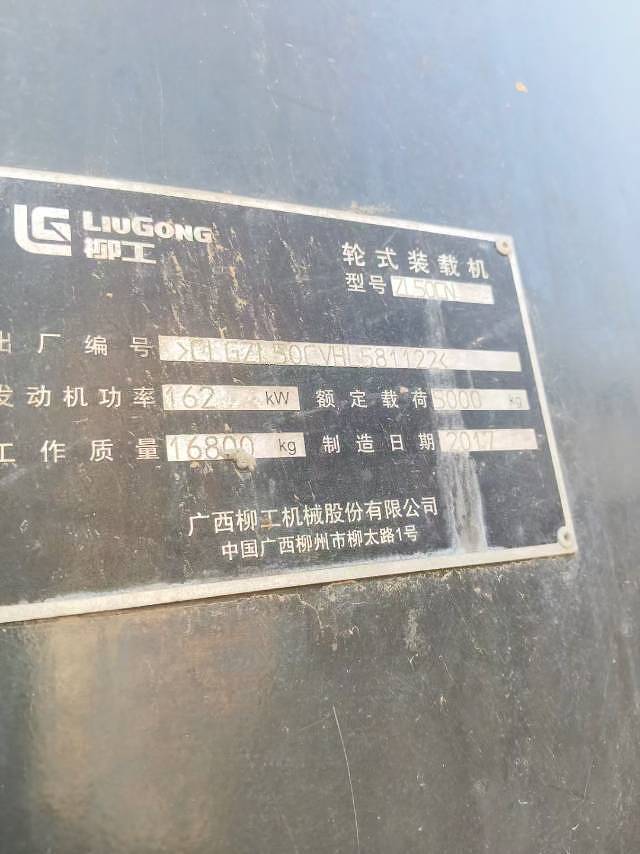 LIUGONG
柳工
轮式装载机
型号 ZL50CN
出厂编号 >CLGZL50CVHL581122<
发动机功率 162 kW 额定载荷 5000 kg
工作质量 16800 kg 制造日期 2017
广西柳工机械股份有限公司
中国广西柳州市柳太路1号